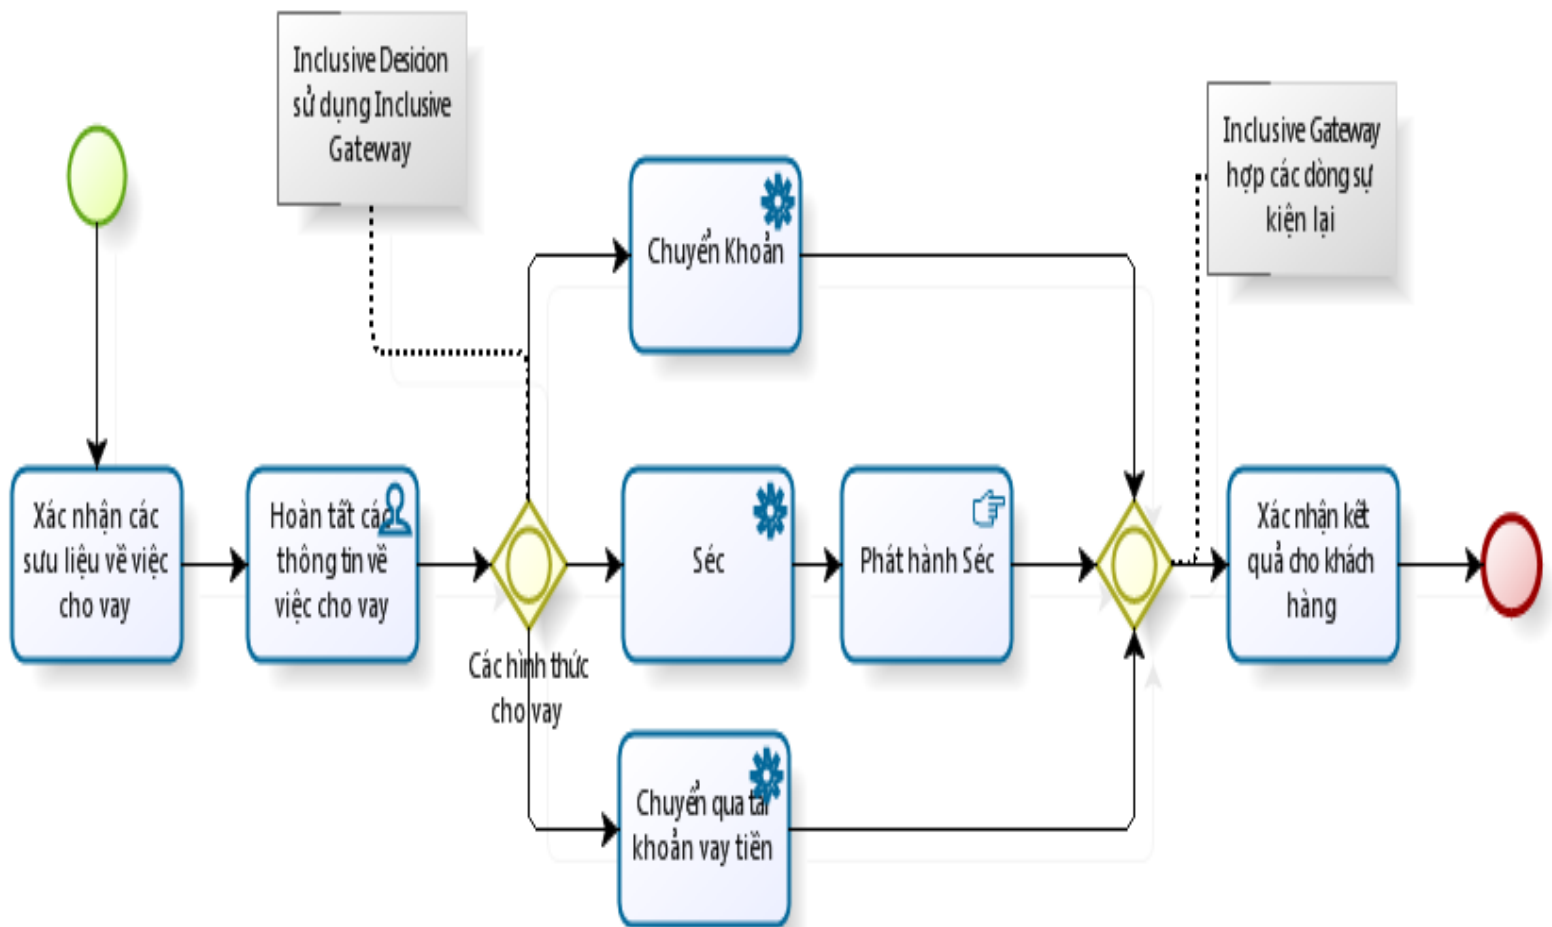 Inclusive Desicion
sử dụng Inclusive
Gateway
Inclusive Gateway
hợp các dòng sự
kiện lại
Chuyển Khoản
Xác nhận các
sưu liệu về việc
cho vay
Hoàn tất các
thông tin về
việc cho vay
Các hình thức
cho vay
Séc
Phát hành Séc
Xác nhận kết
quả cho khách
hàng
Chuyển qua tài
khoản vay tiền